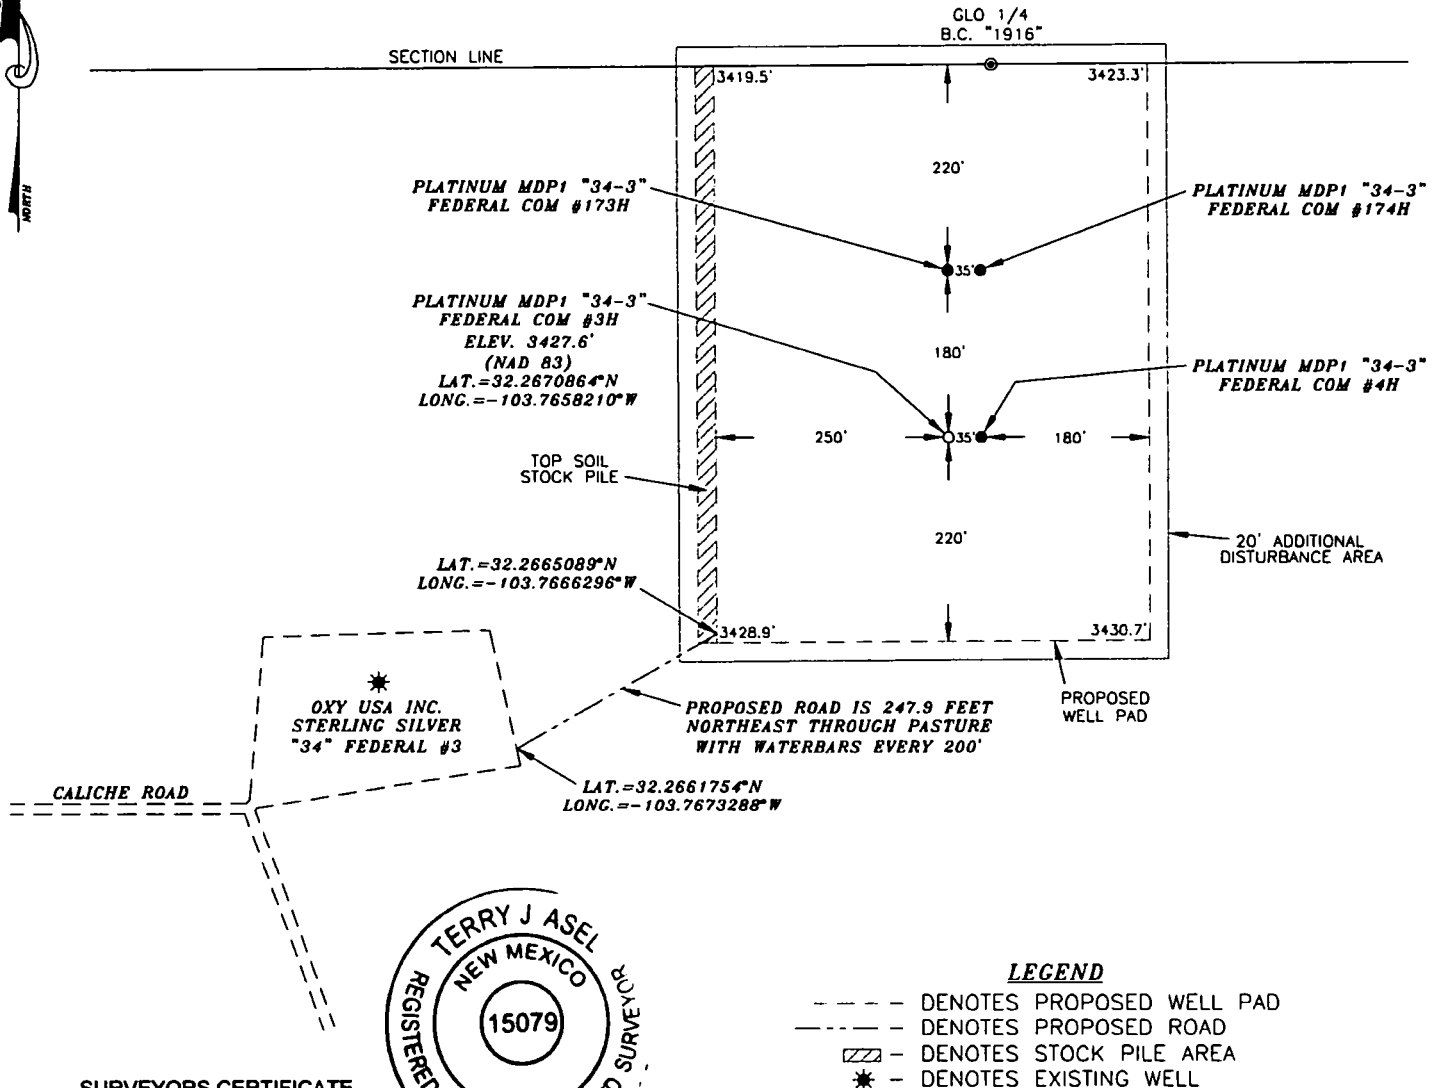 GLO 1/4
B.C. "1916"
SECTION LINE
3419.5'
3423.3'
NORTH
220'
PLATINUM MDP1 "34-3"
FEDERAL COM #173H
PLATINUM MDP1 "34-3"
FEDERAL COM #174H
35'
PLATINUM MDP1 "34-3"
FEDERAL COM #3H
ELEV. 3427.6'
(NAD 83)
LAT.=32.2670864°N
LONG.=-103.7658210°W
180'
PLATINUM MDP1 "34-3"
FEDERAL COM #4H
250'
35'
180'
TOP SOIL
STOCK PILE
220'
20' ADDITIONAL
DISTURBANCE AREA
LAT.=32.2665089°N
LONG.=-103.7666296°W
3428.9'
3430.7'
OXY USA INC.
STERLING SILVER
"34" FEDERAL #3
PROPOSED ROAD IS 247.9 FEET
NORTHEAST THROUGH PASTURE
WITH WATERBARS EVERY 200'
PROPOSED
WELL PAD
CALICHE ROAD
LAT.=32.2661754°N
LONG.=-103.7673288°W
TERRY J ASEL
NEW MEXICO
15079
REGISTERED
SURVEYOR
LEGEND
- DENOTES PROPOSED WELL PAD
- DENOTES PROPOSED ROAD
- DENOTES STOCK PILE AREA
- DENOTES EXISTING WELL
SURVEYORS CERTIFICATE